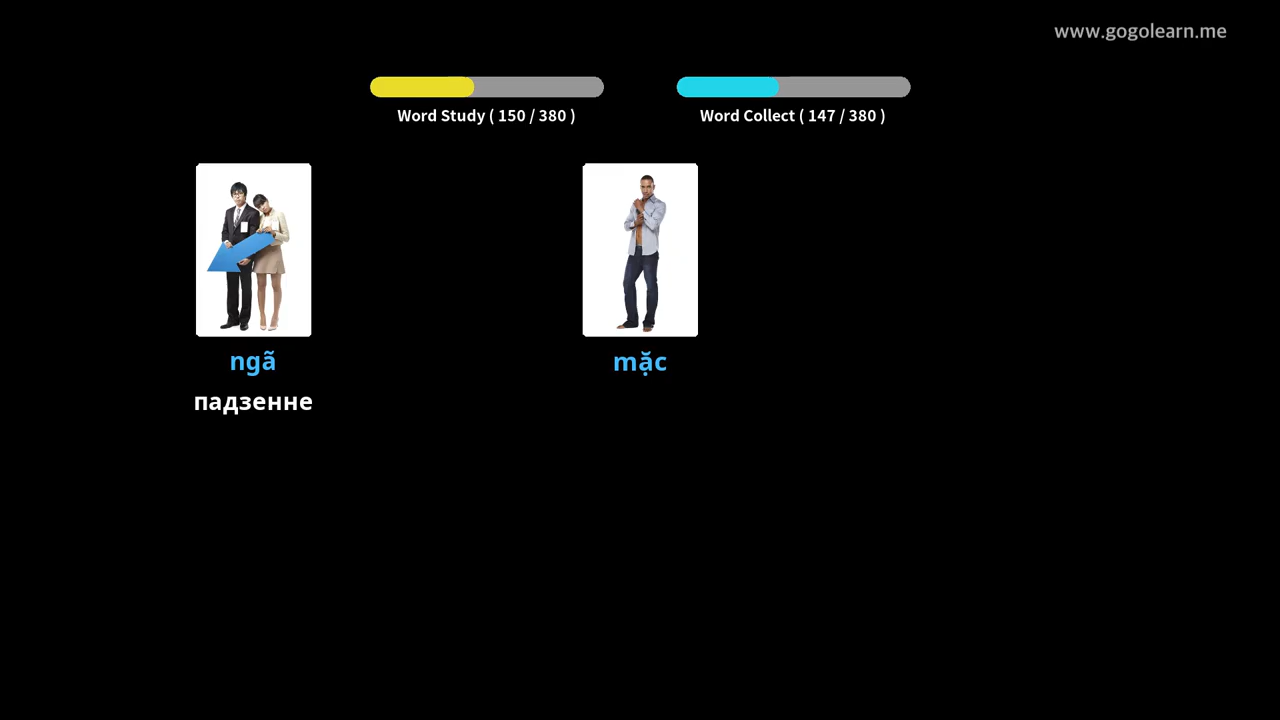 www.gogolearn.me
Word Study ( 150 / 380 )
Word Collect ( 147 / 380 )
ngã
mặc
падзенне